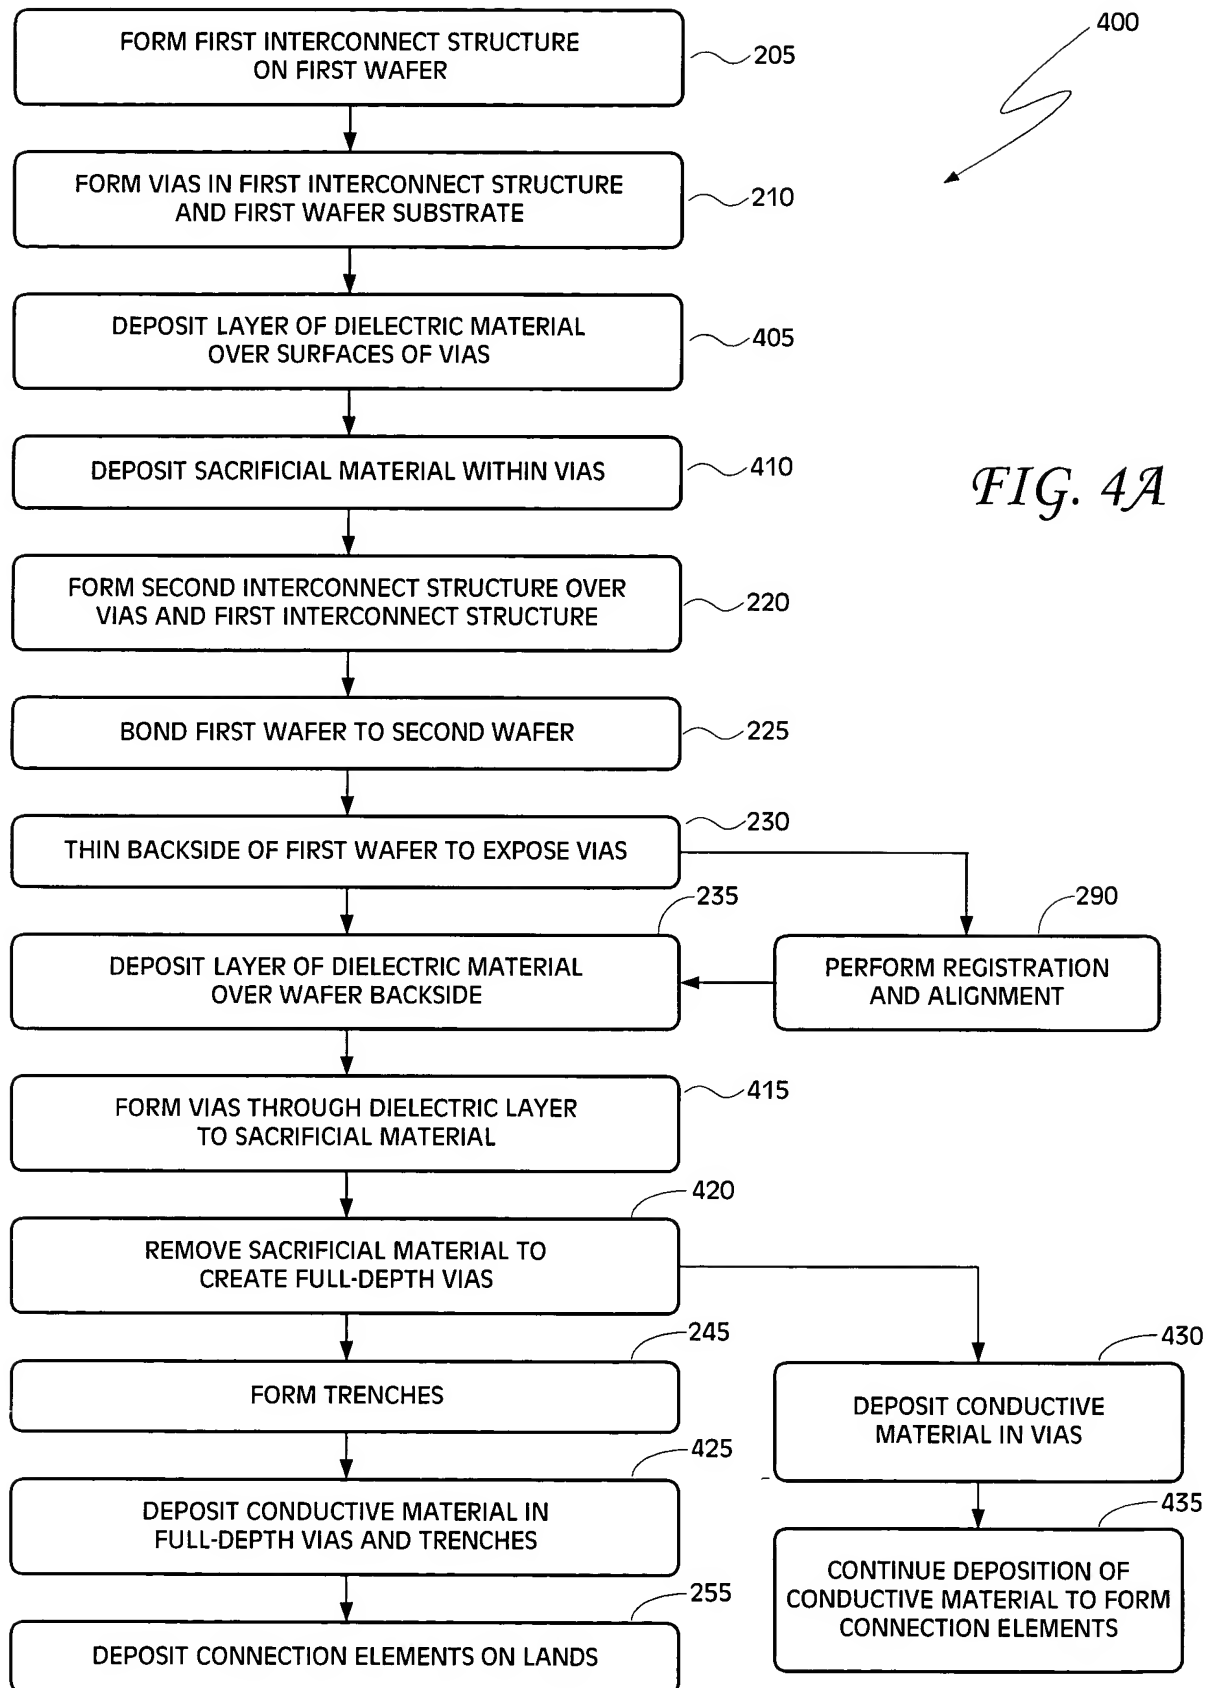 400
FORM FIRST INTERCONNECT STRUCTURE
ON FIRST WAFER
205
FORM VIAS IN FIRST INTERCONNECT STRUCTURE
AND FIRST WAFER SUBSTRATE
210
DEPOSIT LAYER OF DIELECTRIC MATERIAL
OVER SURFACES OF VIAS
405
DEPOSIT SACRIFICIAL MATERIAL WITHIN VIAS
410
FIG. 4A
FORM SECOND INTERCONNECT STRUCTURE OVER
VIAS AND FIRST INTERCONNECT STRUCTURE
220
BOND FIRST WAFER TO SECOND WAFER
225
THIN BACKSIDE OF FIRST WAFER TO EXPOSE VIAS
230
235
DEPOSIT LAYER OF DIELECTRIC MATERIAL
OVER WAFER BACKSIDE
290
PERFORM REGISTRATION
AND ALIGNMENT
FORM VIAS THROUGH DIELECTRIC LAYER
TO SACRIFICIAL MATERIAL
415
420
REMOVE SACRIFICIAL MATERIAL TO
CREATE FULL-DEPTH VIAS
245
FORM TRENCHES
430
DEPOSIT CONDUCTIVE
MATERIAL IN VIAS
425
DEPOSIT CONDUCTIVE MATERIAL IN
FULL-DEPTH VIAS AND TRENCHES
435
CONTINUE DEPOSITION OF
CONDUCTIVE MATERIAL TO FORM
CONNECTION ELEMENTS
255
DEPOSIT CONNECTION ELEMENTS ON LANDS